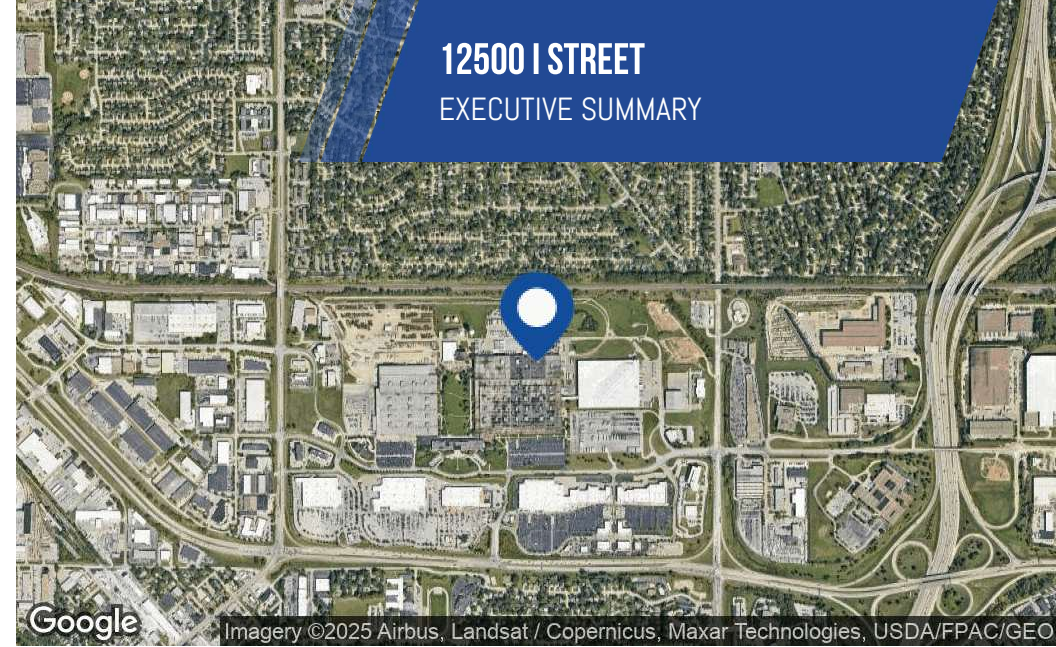 12500 I STREET
EXECUTIVE SUMMARY
Google
Imagery ©2025 Airbus, Landsat / Copernicus, Maxar Technologies, USDA/FPAC/GEO